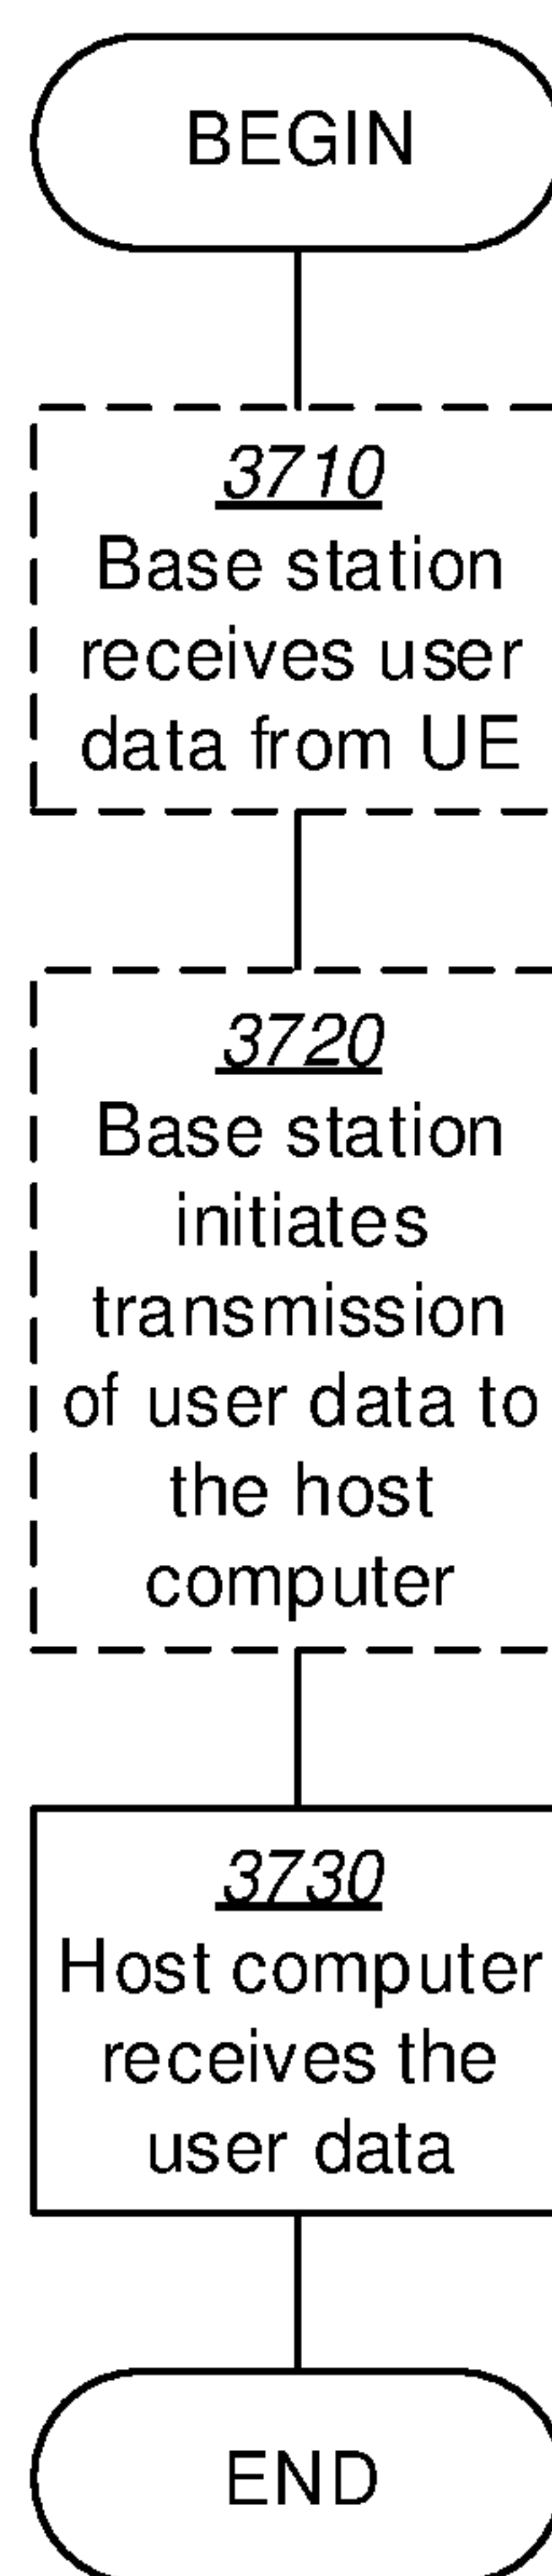 BEGIN
3710
Base station
receives user
data from UE
3720
Base station
initiates
transmission
of user data to
the host
computer
3730
Host computer
receives the
user data
END